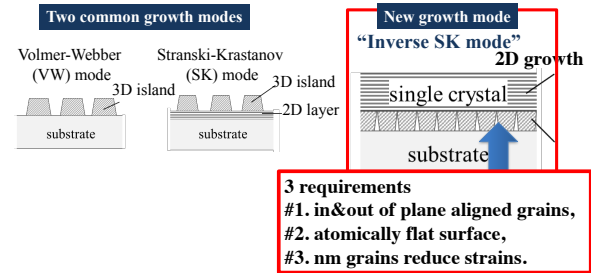 Two common growth modes
Volmer-Webber
(VW) mode
3D island
substrate
Stranski-Krastanov
(SK) mode
3D island
2D layer
substrate
New growth mode
“Inverse SK mode”
2D growth
single crystal
substrate
3 requirements
#1. in&out of plane aligned grains,
#2. atomically flat surface,
#3. nm grains reduce strains.